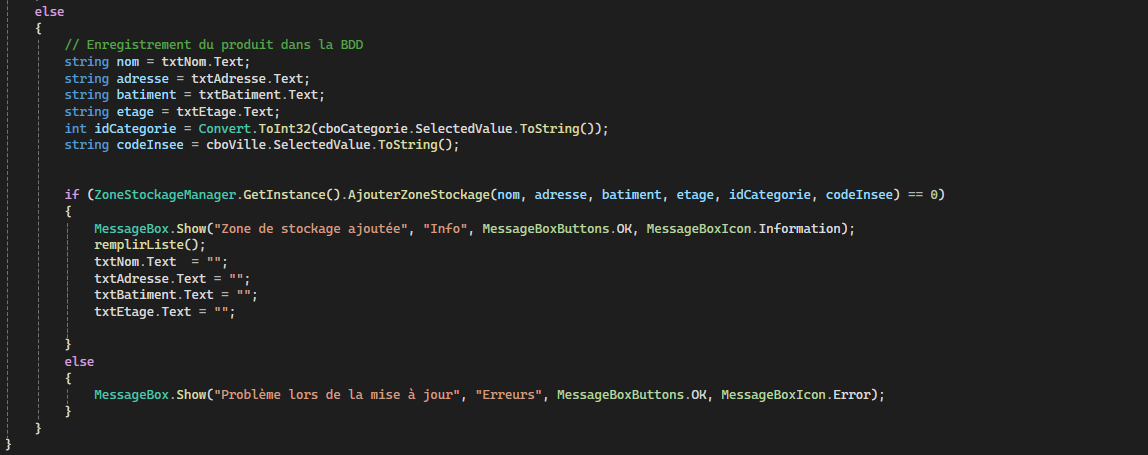 else
{
// Enregistrement du produit dans la BDD
string nom = txtNom.Text;
string adresse = txtAdresse.Text;
string batiment = txtBatiment.Text;
string etage = txtEtage.Text;
int idCategorie = Convert.ToInt32(cboCategorie.SelectedValue.ToString());
string codeInsee = cboVille.SelectedValue.ToString();
if (ZoneStockageManager.GetInstance().AjouterZoneStockage(nom, adresse, batiment, etage, idCategorie, codeInsee) == 0)
{
MessageBox.Show("Zone de stockage ajoutée", "Info", MessageBoxButtons.OK, MessageBoxIcon.Information);
remplirListe();
txtNom.Text  = "";
txtAdresse.Text = "";
txtBatiment.Text = "";
txtEtage.Text = "";
}
else
{
MessageBox.Show("Problème lors de la mise à jour", "Erreurs", MessageBoxButtons.OK, MessageBoxIcon.Error);
}
}
}